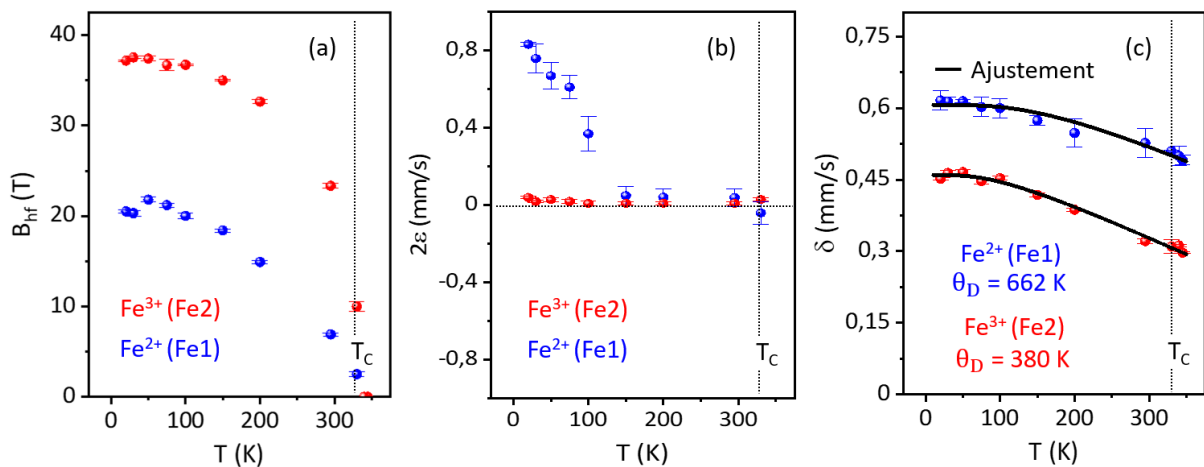 (a)
B_hf (T)
40
30
20
10
0
Fe³⁺ (Fe2)
Fe²⁺ (Fe1)
T_C
0 100 200 300
T (K)
(b)
2ε (mm/s)
0,8
0,4
0
-0,4
-0,8
Fe³⁺ (Fe2)
Fe²⁺ (Fe1)
T_C
0 100 200 300
T (K)
(c)
δ (mm/s)
0,75
0,6
0,45
0,3
0,15
0
Ajustement
Fe²⁺ (Fe1)
θ_D = 662 K
Fe³⁺ (Fe2)
θ_D = 380 K
T_C
0 100 200 300
T (K)